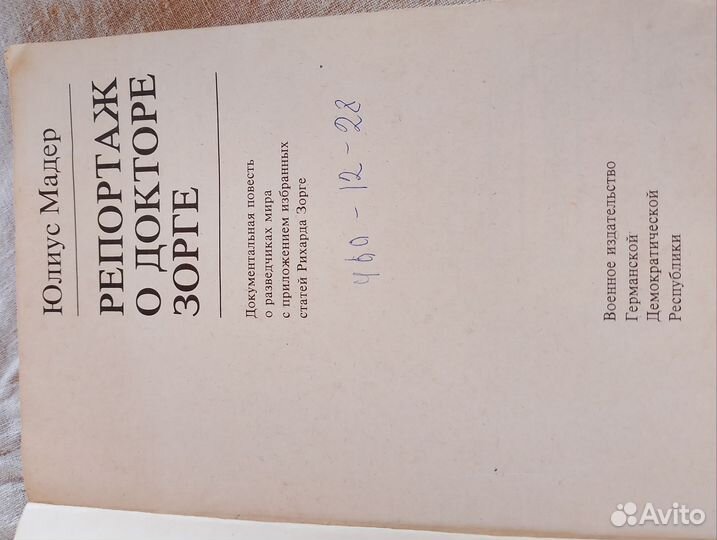 Юлиус Мадер
РЕПОРТАЖ
О ДОКТОРЕ
ЗОРГЕ
Документальная повесть
о разведчиках мира
с приложением избранных
статей Рихарда Зорге
460-12-28
Военное издательство
Германской
Демократической
Республики
Avito